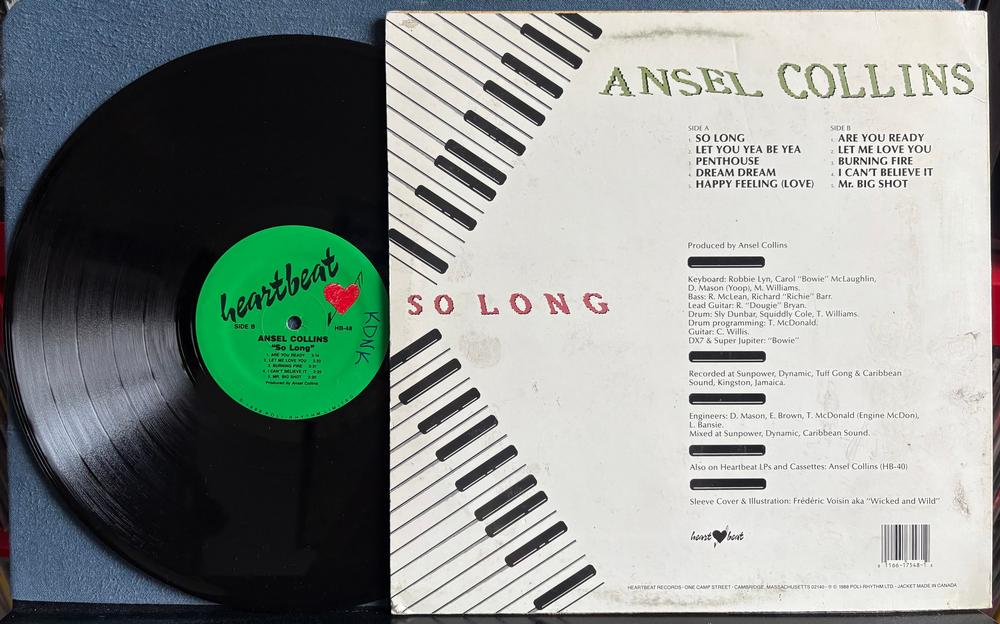 heartbeat
SIDE B
HB-48
KDNK
ANSEL COLLINS
"So Long"
1. ARE YOU READY 3:14
2. LET ME LOVE YOU
3. BURNING FIRE
4. I CAN'T BELIEVE IT
5. MR. BIG SHOT
Produced by Ansel Collins
ANSEL COLLINS
SIDE A
1. SO LONG
2. LET YOU YEA BE YEA
3. PENTHOUSE
4. DREAM DREAM
5. HAPPY FEELING (LOVE)
SIDE B
1. ARE YOU READY
2. LET ME LOVE YOU
3. BURNING FIRE
4. I CAN'T BELIEVE IT
5. Mr. BIG SHOT
SO LONG
Produced by Ansel Collins
Keyboard: Robbie Lyn, Carol "Bowie" McLaughlin,
D. Mason (Yoop), M. Williams.
Bass: R. McLean, Richard "Richie" Barr.
Lead Guitar: R. "Dougie" Bryan.
Drum: Sly Dunbar, Squiddly Cole, T. Williams.
Drum programming: T. McDonald.
Guitar: C. Willis.
DX7 & Super Jupiter: "Bowie"
Recorded at Sunpower, Dynamic, Tuff Gong & Caribbean
Sound, Kingston, Jamaica.
Engineers: D. Mason, E. Brown, T. McDonald (Engine McDon),
L. Bansie.
Mixed at Sunpower, Dynamic, Caribbean Sound.
Also on Heartbeat LPs and Cassettes: Ansel Collins (HB-40)
Sleeve Cover & Illustration: Frédéric Voisin aka "Wicked and Wild"
heart beat
0 1166-17548-1 4
HEARTBEAT RECORDS · ONE CAMP STREET · CAMBRIDGE, MASSACHUSETTS 02140 · ℗ © 1988 POLI-RHYTHM LTD. · JACKET MADE IN CANADA